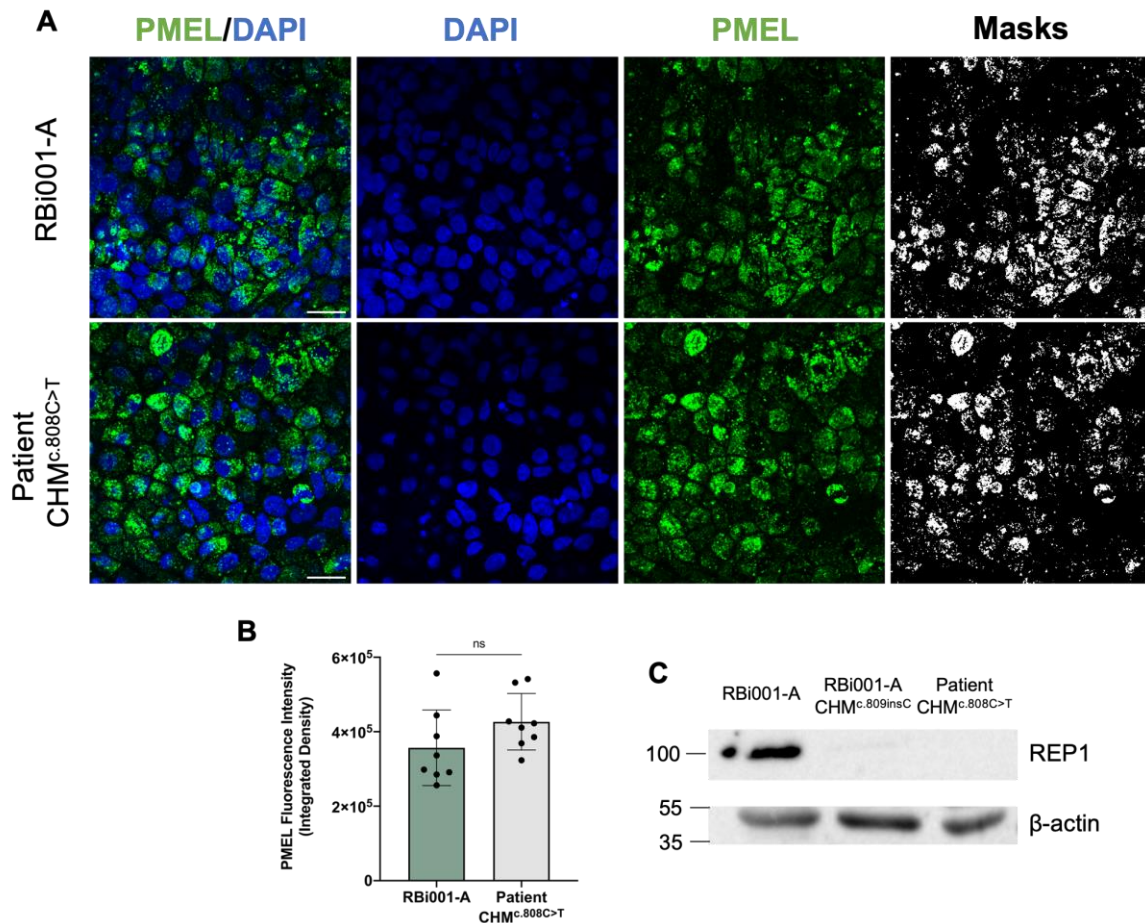 A
PMEL/DAPI DAPI PMEL Masks
RBi001-A
Patient
CHMc.808C>T
B
ns
PMEL Fluorescence Intensity
(Integrated Density)
6×10⁵
4×10⁵
2×10⁵
0
RBi001-A Patient
CHMc.808C>T
C
RBi001-A RBi001-A Patient
CHMc.809insC CHMc.808C>T
100 REP1
55
35
β-actin